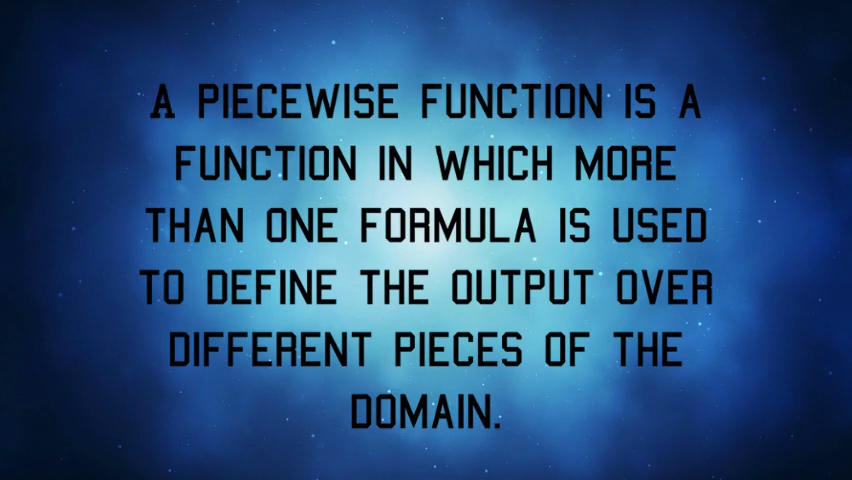 A PIECEWISE FUNCTION IS A
FUNCTION IN WHICH MORE
THAN ONE FORMULA IS USED
TO DEFINE THE OUTPUT OVER
DIFFERENT PIECES OF THE
DOMAIN.